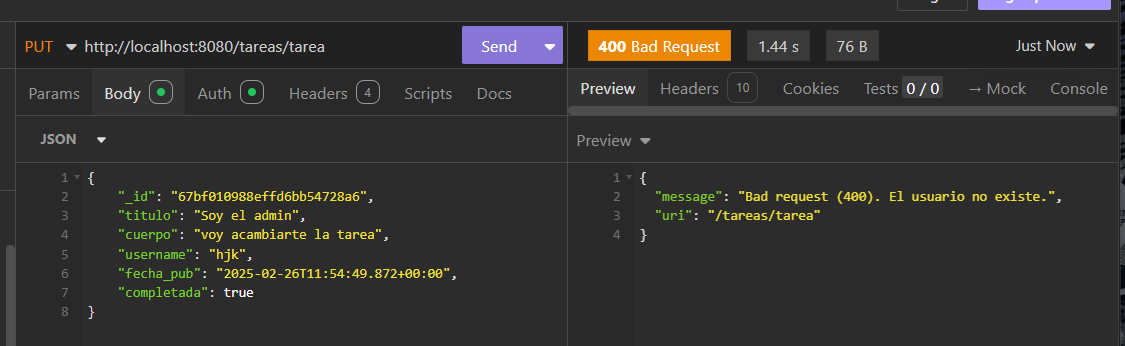 PUT http://localhost:8080/tareas/tarea Send
400 Bad Request 1.44 s 76 B Just Now
Params Body Auth Headers 4 Scripts Docs
Preview Headers 10 Cookies Tests 0 / 0 → Mock Console
JSON
Preview
1 {
2 "_id": "67bf010988effd6bb54728a6",
3 "titulo": "Soy el admin",
4 "cuerpo": "voy acambiarte la tarea",
5 "username": "hjk",
6 "fecha_pub": "2025-02-26T11:54:49.872+00:00",
7 "completada": true
8 }
1 {
2 "message": "Bad request (400). El usuario no existe.",
3 "uri": "/tareas/tarea"
4 }